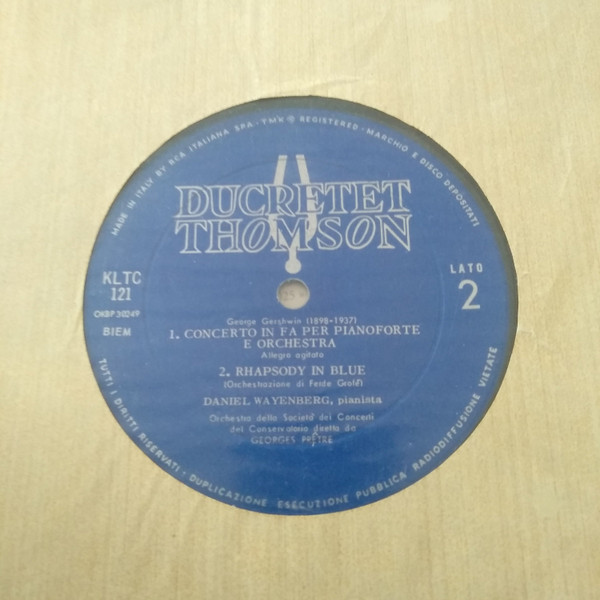 MADE IN ITALY BY RCA ITALIANA SPA - TMK ® REGISTERED - MARCHIO E DISCO DEPOSITATI
DUCRETET
THOMSON
KLTC
121
OKBP 30249
BIEM
LATO
2
George Gershwin (1898-1937)
1. CONCERTO IN FA PER PIANOFORTE
E ORCHESTRA
Allegro agitato
2. RHAPSODY IN BLUE
(Orchestrazione di Ferde Grofé)
DANIEL WAYENBERG, pianista
Orchestra della Società dei Concerti
del Conservatorio diretta da
GEORGES PRÊTRE
TUTTI I DIRITTI RISERVATI - DUPLICAZIONE ESECUZIONE PUBBLICA RADIODIFFUSIONE VIETATE